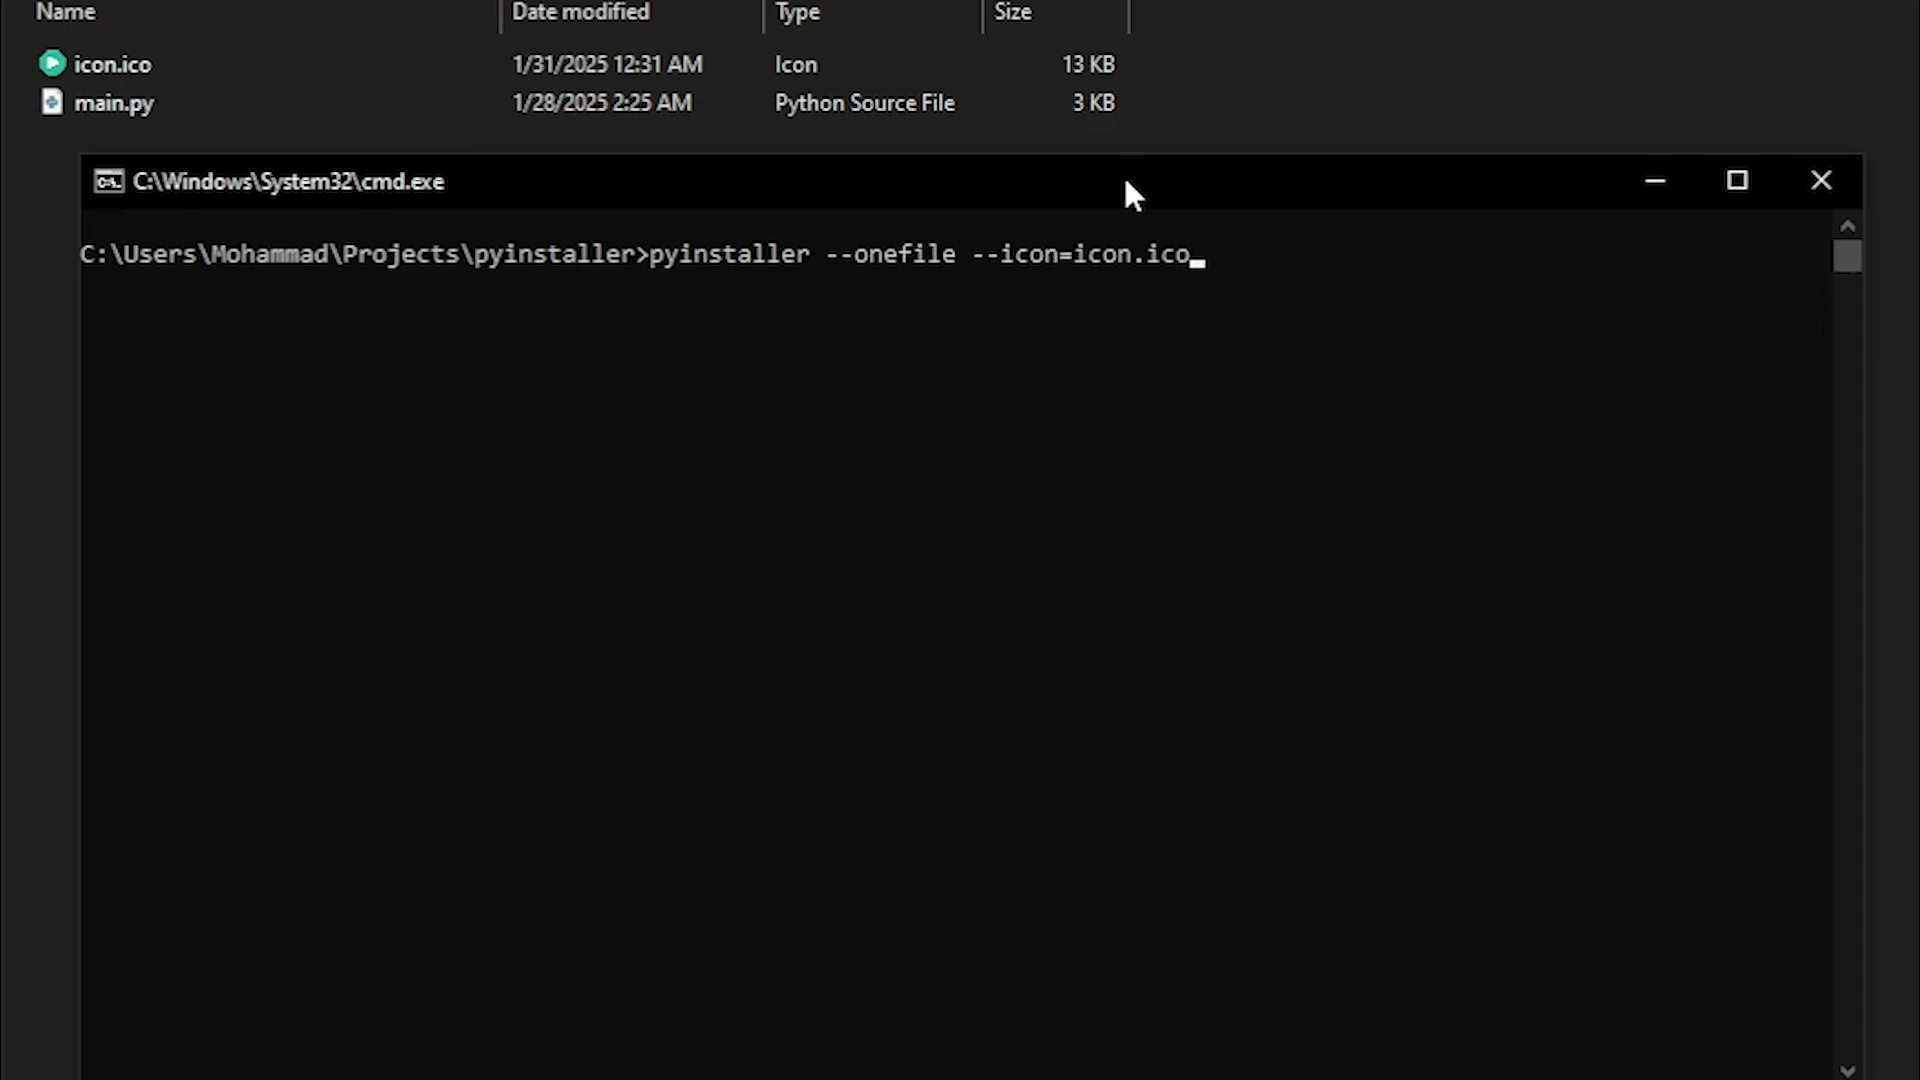 Name Date modified Type Size
icon.ico 1/31/2025 12:31 AM Icon 13 KB
main.py 1/28/2025 2:25 AM Python Source File 3 KB
C:\Windows\System32\cmd.exe
C:\Users\Mohammad\Projects\pyinstaller>pyinstaller --onefile --icon=icon.ico